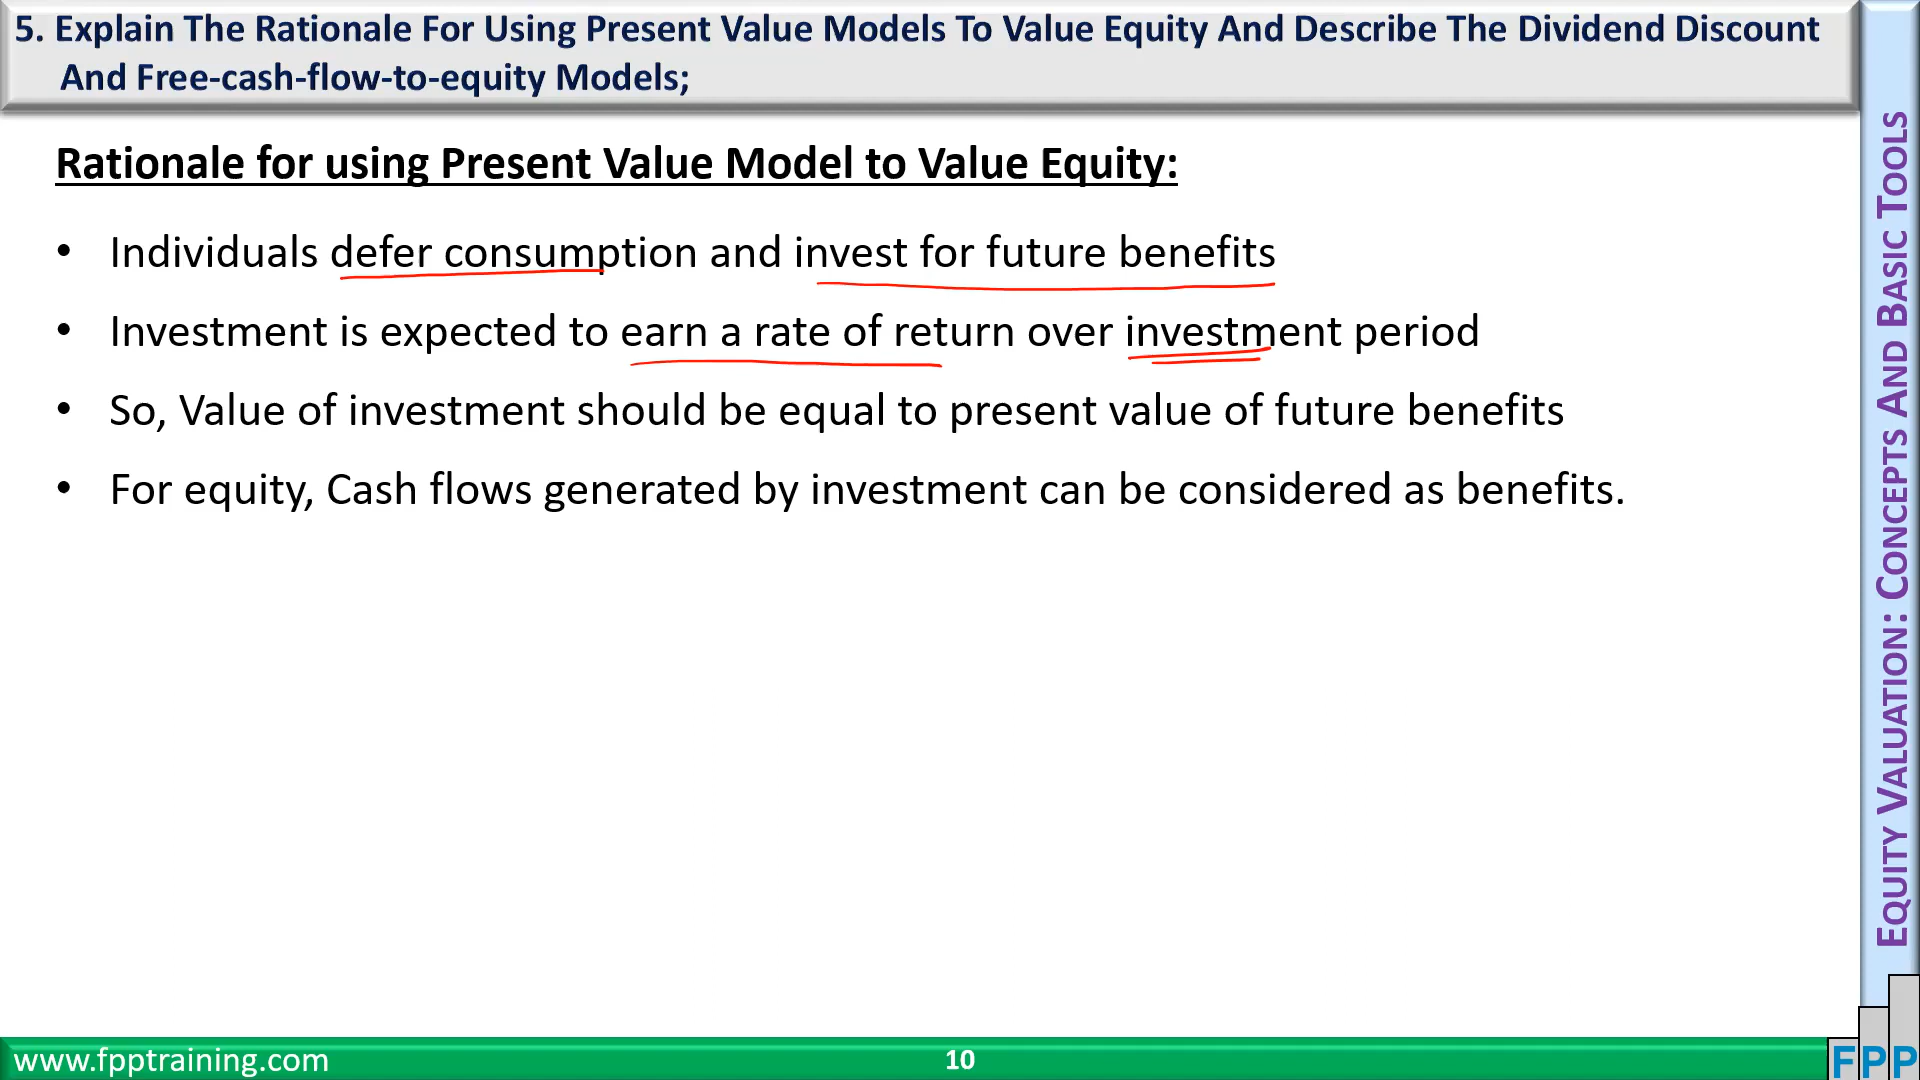 5. Explain The Rationale For Using Present Value Models To Value Equity And Describe The Dividend Discount
And Free-cash-flow-to-equity Models;
Rationale for using Present Value Model to Value Equity:
• Individuals defer consumption and invest for future benefits
• Investment is expected to earn a rate of return over investment period
• So, Value of investment should be equal to present value of future benefits
• For equity, Cash flows generated by investment can be considered as benefits.
EQUITY VALUATION: CONCEPTS AND BASIC TOOLS
www.fpptraining.com
10
FPP